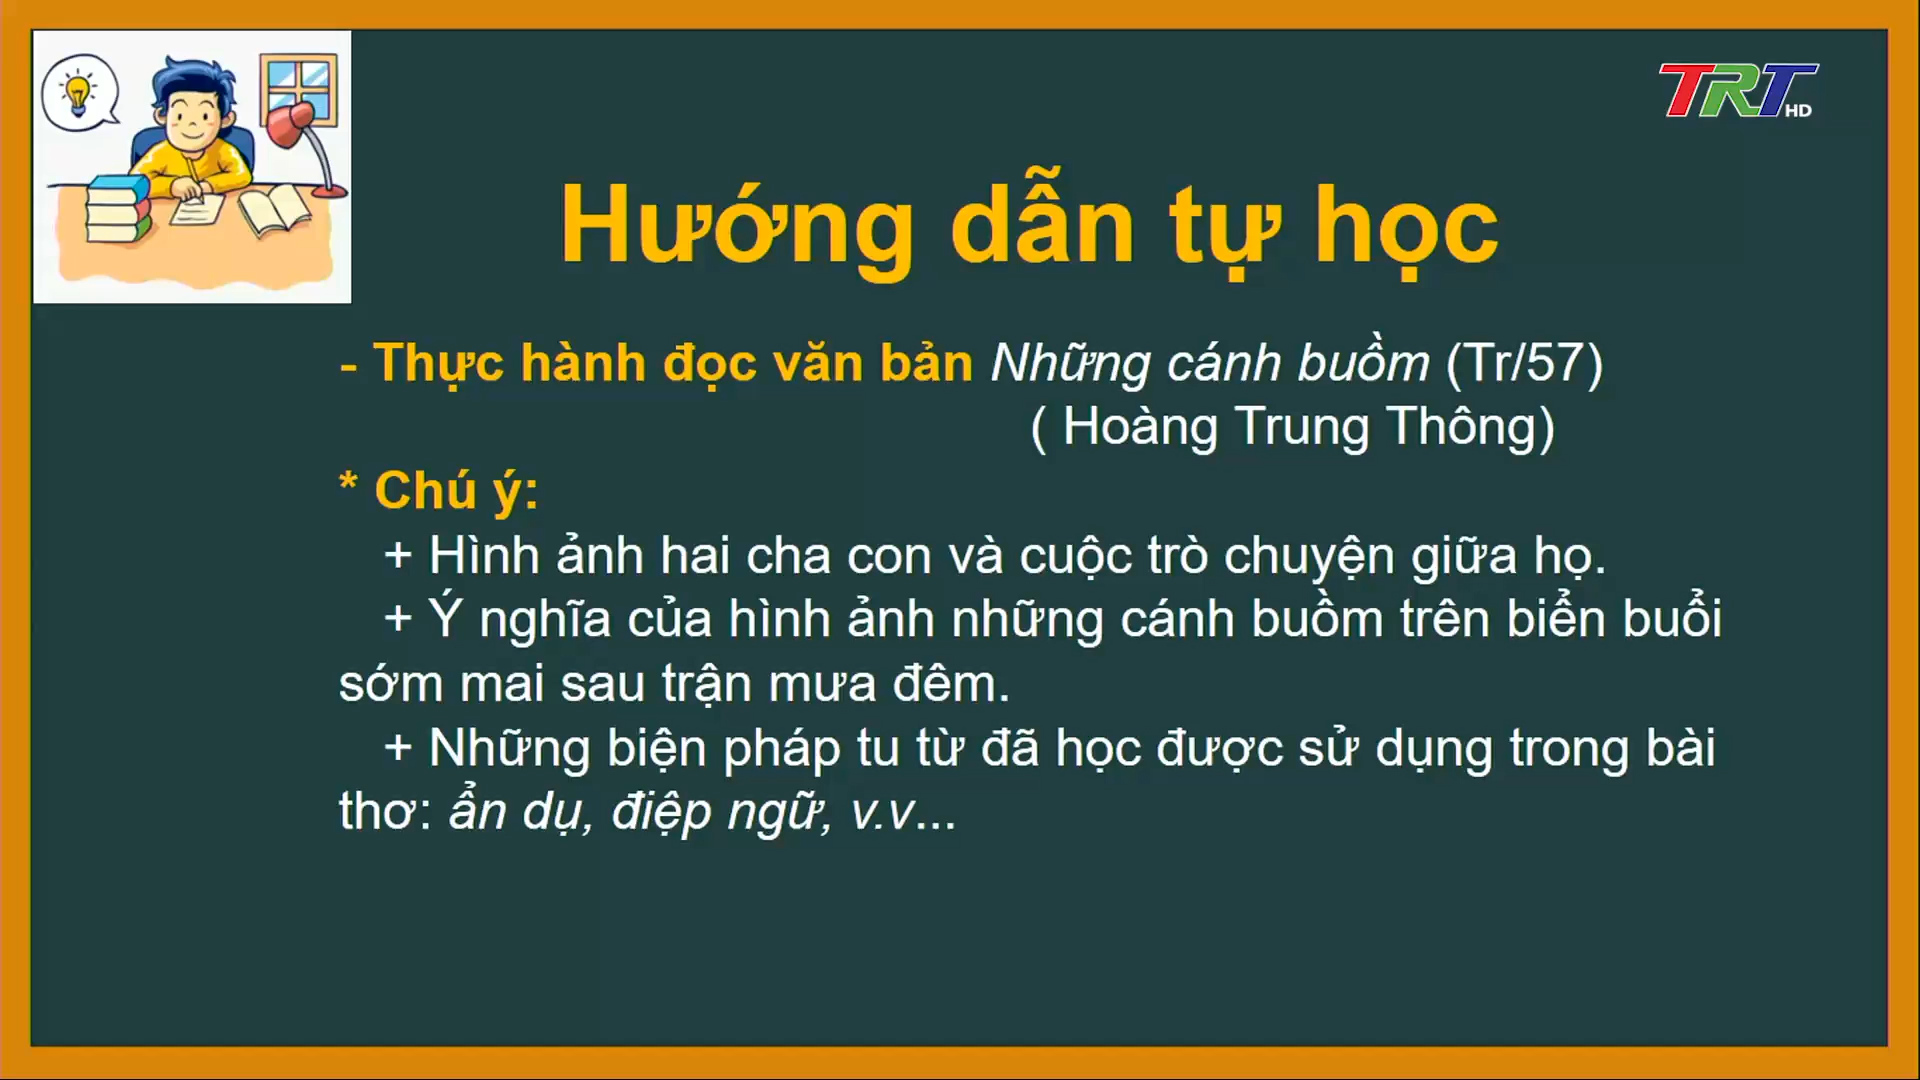 TRT HD
Hướng dẫn tự học
- Thực hành đọc văn bản Những cánh buồm (Tr/57)
( Hoàng Trung Thông)
* Chú ý:
+ Hình ảnh hai cha con và cuộc trò chuyện giữa họ.
+ Ý nghĩa của hình ảnh những cánh buồm trên biển buổi
sớm mai sau trận mưa đêm.
+ Những biện pháp tu từ đã học được sử dụng trong bài
thơ: ẩn dụ, điệp ngữ, v.v...